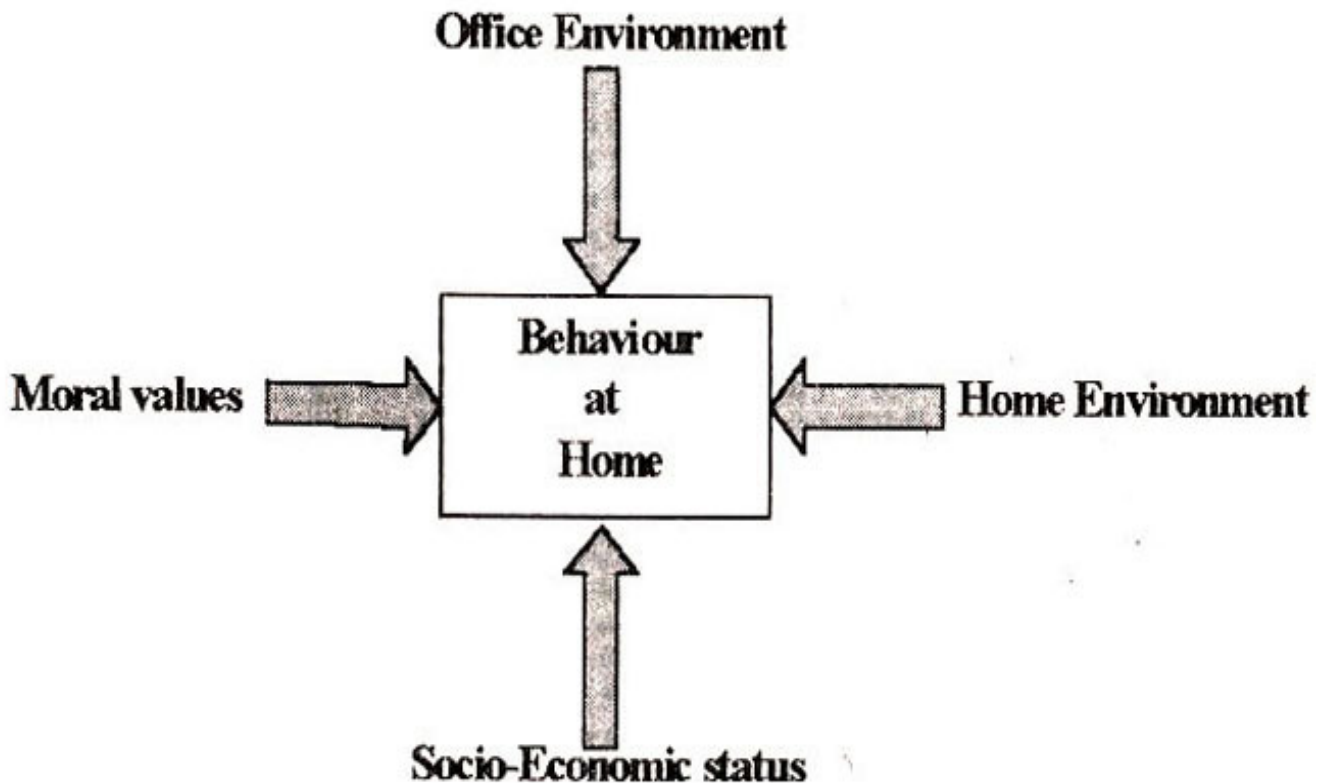 Office Environment
Behaviour
at
Home
Moral values
Home Environment
Socio-Economic status